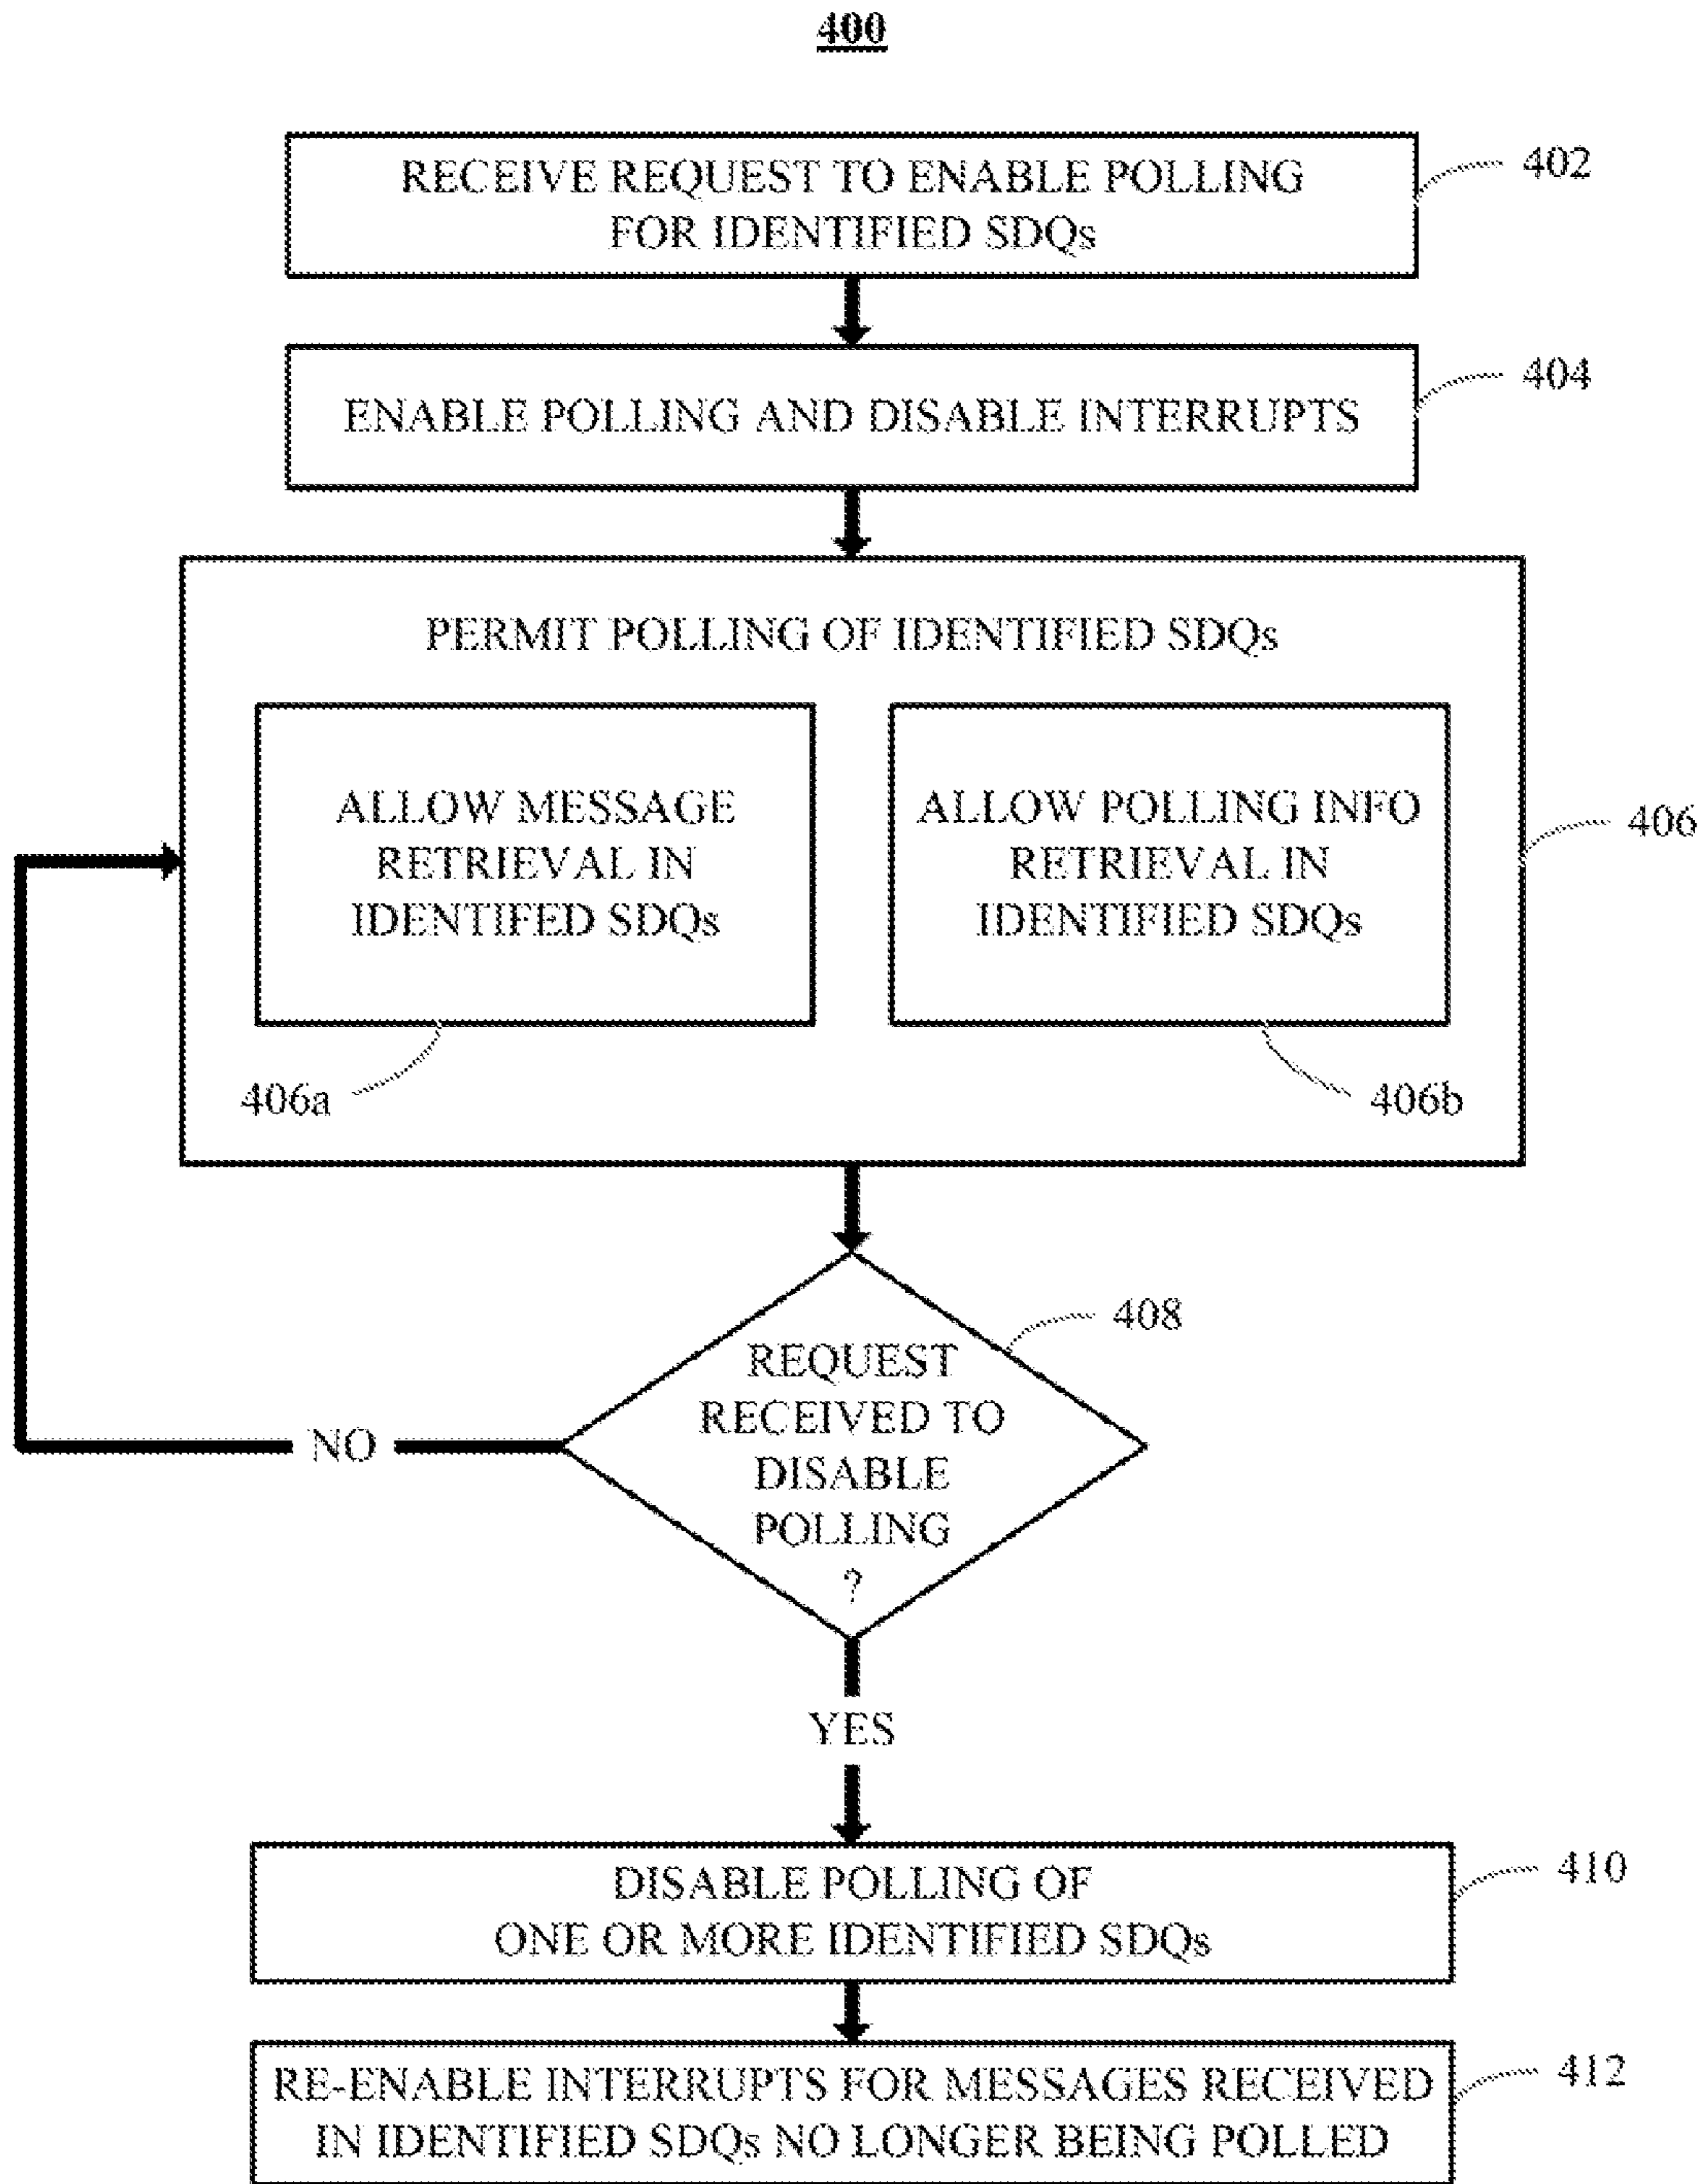 400
RECEIVE REQUEST TO ENABLE POLLING
FOR IDENTIFIED SDQs
402
ENABLE POLLING AND DISABLE INTERRUPTS
404
PERMIT POLLING OF IDENTIFIED SDQs
ALLOW MESSAGE
RETRIEVAL IN
IDENTIFED SDQs
406a
ALLOW POLLING INFO
RETRIEVAL IN
IDENTIFIED SDQs
406b
406
REQUEST
RECEIVED TO
DISABLE
POLLING
?
408
NO
YES
DISABLE POLLING OF
ONE OR MORE IDENTIFIED SDQs
410
RE-ENABLE INTERRUPTS FOR MESSAGES RECEIVED
IN IDENTIFIED SDQs NO LONGER BEING POLLED
412